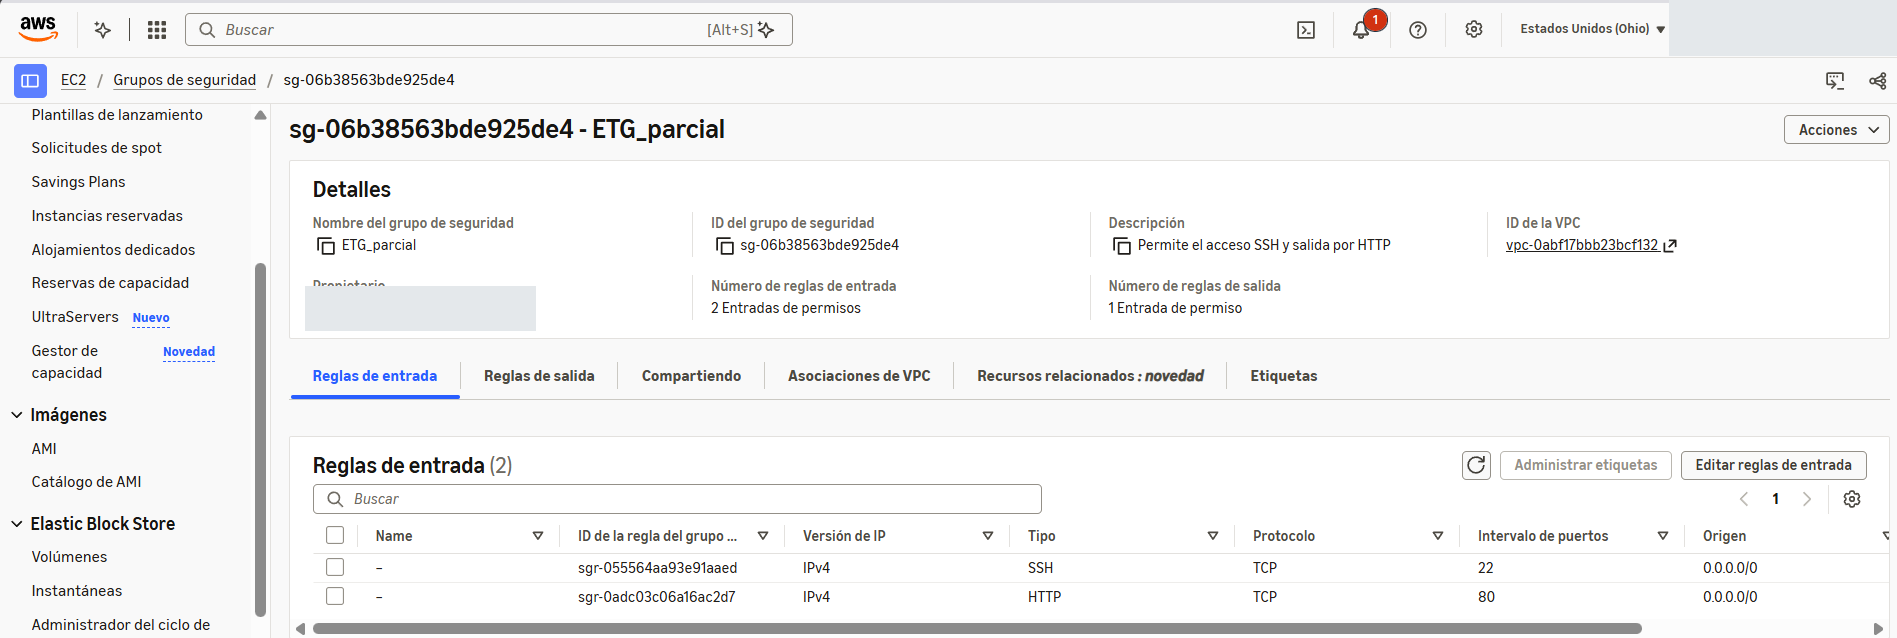 aws
Buscar [Alt+S]
1
Estados Unidos (Ohio)
EC2 / Grupos de seguridad / sg-06b38563bde925de4
Plantillas de lanzamiento
Solicitudes de spot
Savings Plans
Instancias reservadas
Alojamientos dedicados
Reservas de capacidad
UltraServers Nuevo
Gestor de capacidad Novedad
Imágenes
AMI
Catálogo de AMI
Elastic Block Store
Volúmenes
Instantáneas
Administrador del ciclo de
sg-06b38563bde925de4 - ETG_parcial
Acciones
Detalles
Nombre del grupo de seguridad
ETG_parcial
ID del grupo de seguridad
sg-06b38563bde925de4
Descripción
Permite el acceso SSH y salida por HTTP
ID de la VPC
vpc-0abf17bbb23bcf132
Propietario
Número de reglas de entrada
2 Entradas de permisos
Número de reglas de salida
1 Entrada de permiso
Reglas de entrada
Reglas de salida
Compartiendo
Asociaciones de VPC
Recursos relacionados : novedad
Etiquetas
Reglas de entrada (2)
Administrar etiquetas
Editar reglas de entrada
Buscar
1
Name ID de la regla del grupo ... Versión de IP Tipo Protocolo Intervalo de puertos Origen
– sgr-055564aa93e91aaed IPv4 SSH TCP 22 0.0.0.0/0
– sgr-0adc03c06a16ac2d7 IPv4 HTTP TCP 80 0.0.0.0/0